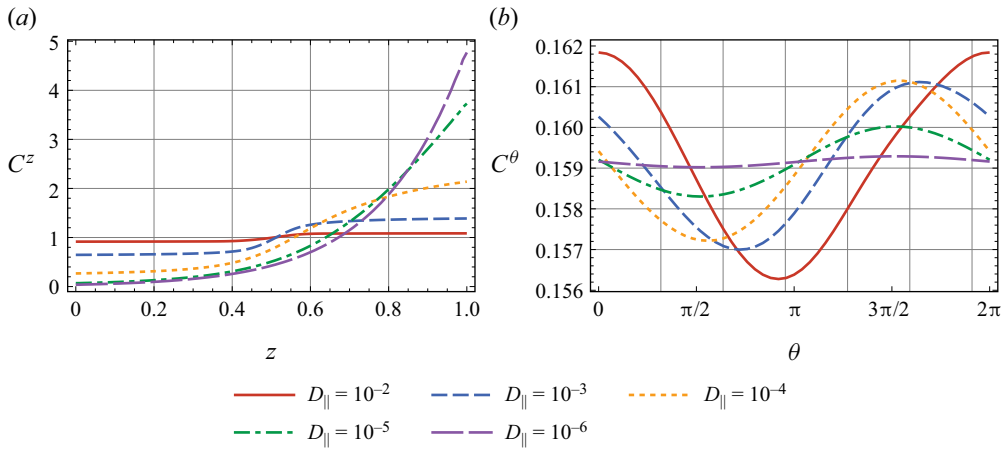 (a)
5
4
3
2
1
0
C^z
0 0.2 0.4 0.6 0.8 1.0
z
(b)
0.162
0.161
0.160
0.159
0.158
0.157
0.156
C^θ
0 π/2 π 3π/2 2π
θ
D_|| = 10^–2 D_|| = 10^–3 D_|| = 10^–4
D_|| = 10^–5 D_|| = 10^–6